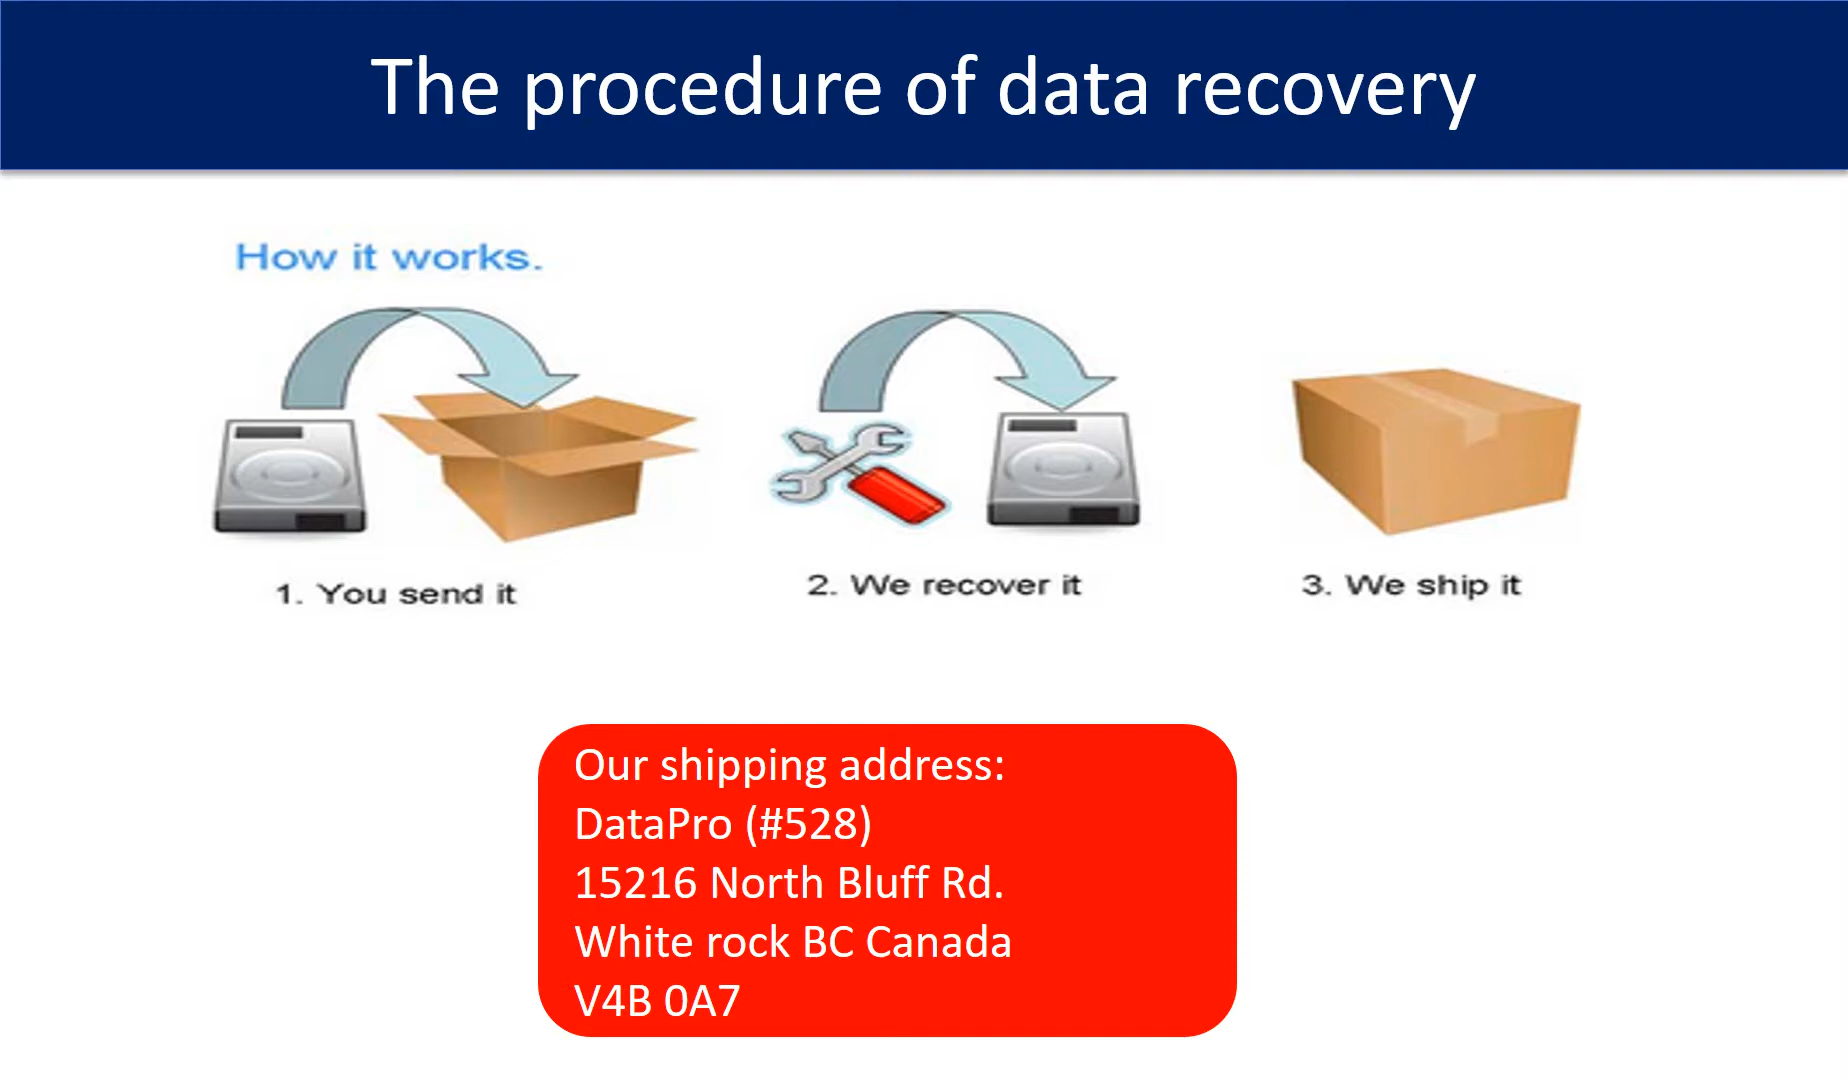 The procedure of data recovery
How it works.
1. You send it
2. We recover it
3. We ship it
Our shipping address:
DataPro (#528)
15216 North Bluff Rd.
White rock BC Canada
V4B 0A7